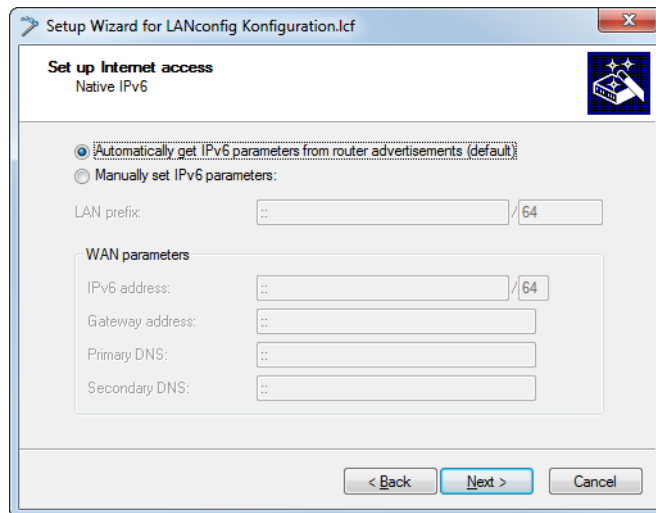 Setup Wizard for LANconfig Konfiguration.lcf
Set up Internet access
Native IPv6
Automatically get IPv6 parameters from router advertisements (default)
Manually set IPv6 parameters:
LAN prefix: :: / 64
WAN parameters
IPv6 address: :: / 64
Gateway address: ::
Primary DNS: ::
Secondary DNS: ::
< Back Next > Cancel